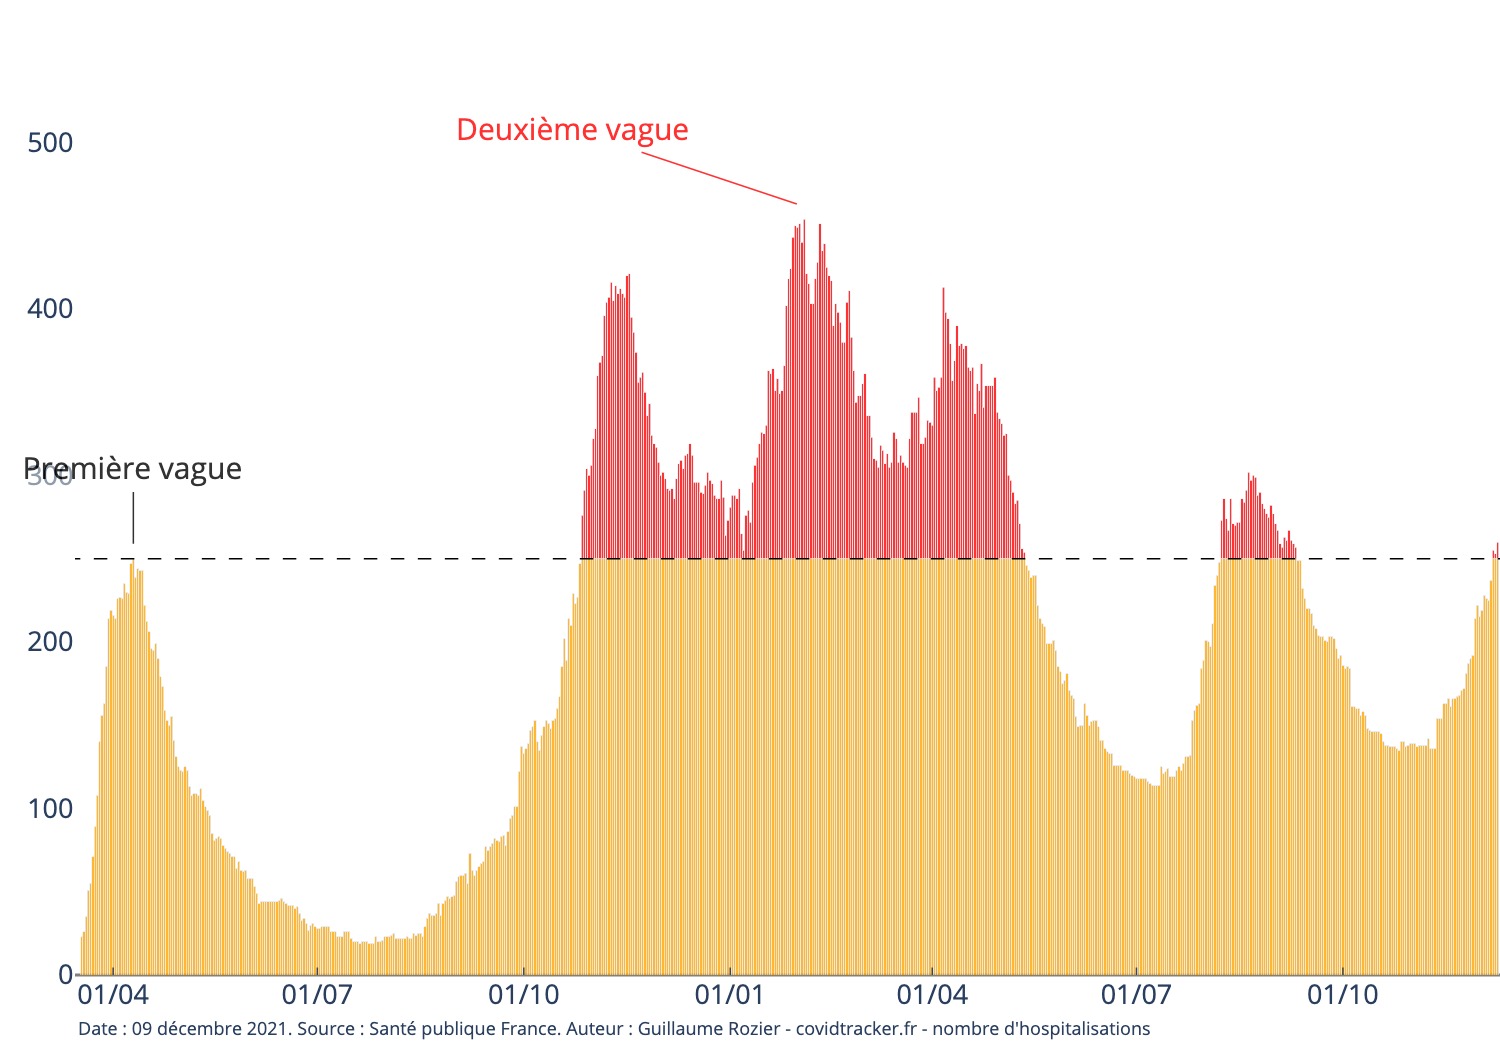 Deuxième vague
500
400
Première vague
300
200
100
0
01/04 01/07 01/10 01/01 01/04 01/07 01/10
Date : 09 décembre 2021. Source : Santé publique France. Auteur : Guillaume Rozier - covidtracker.fr - nombre d'hospitalisations